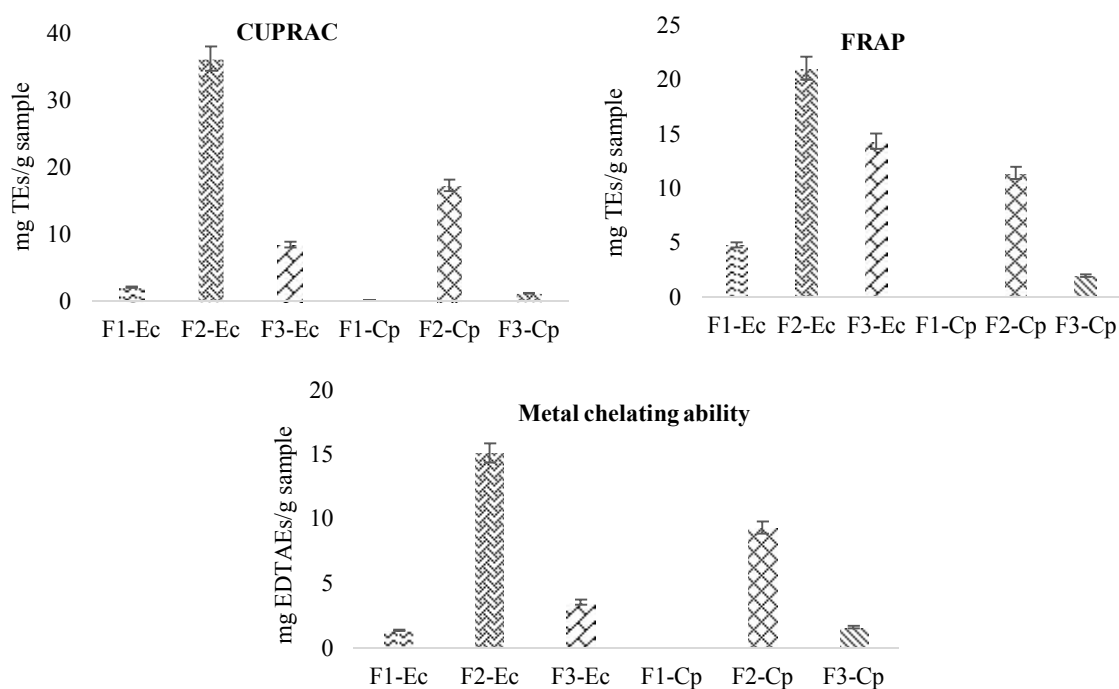 CUPRAC
mg TEs/g sample
40
30
20
10
0
F1-Ec F2-Ec F3-Ec F1-Cp F2-Cp F3-Cp
FRAP
mg TEs/g sample
25
20
15
10
5
0
F1-Ec F2-Ec F3-Ec F1-Cp F2-Cp F3-Cp
Metal chelating ability
mg EDTAEs/g sample
20
15
10
5
0
F1-Ec F2-Ec F3-Ec F1-Cp F2-Cp F3-Cp